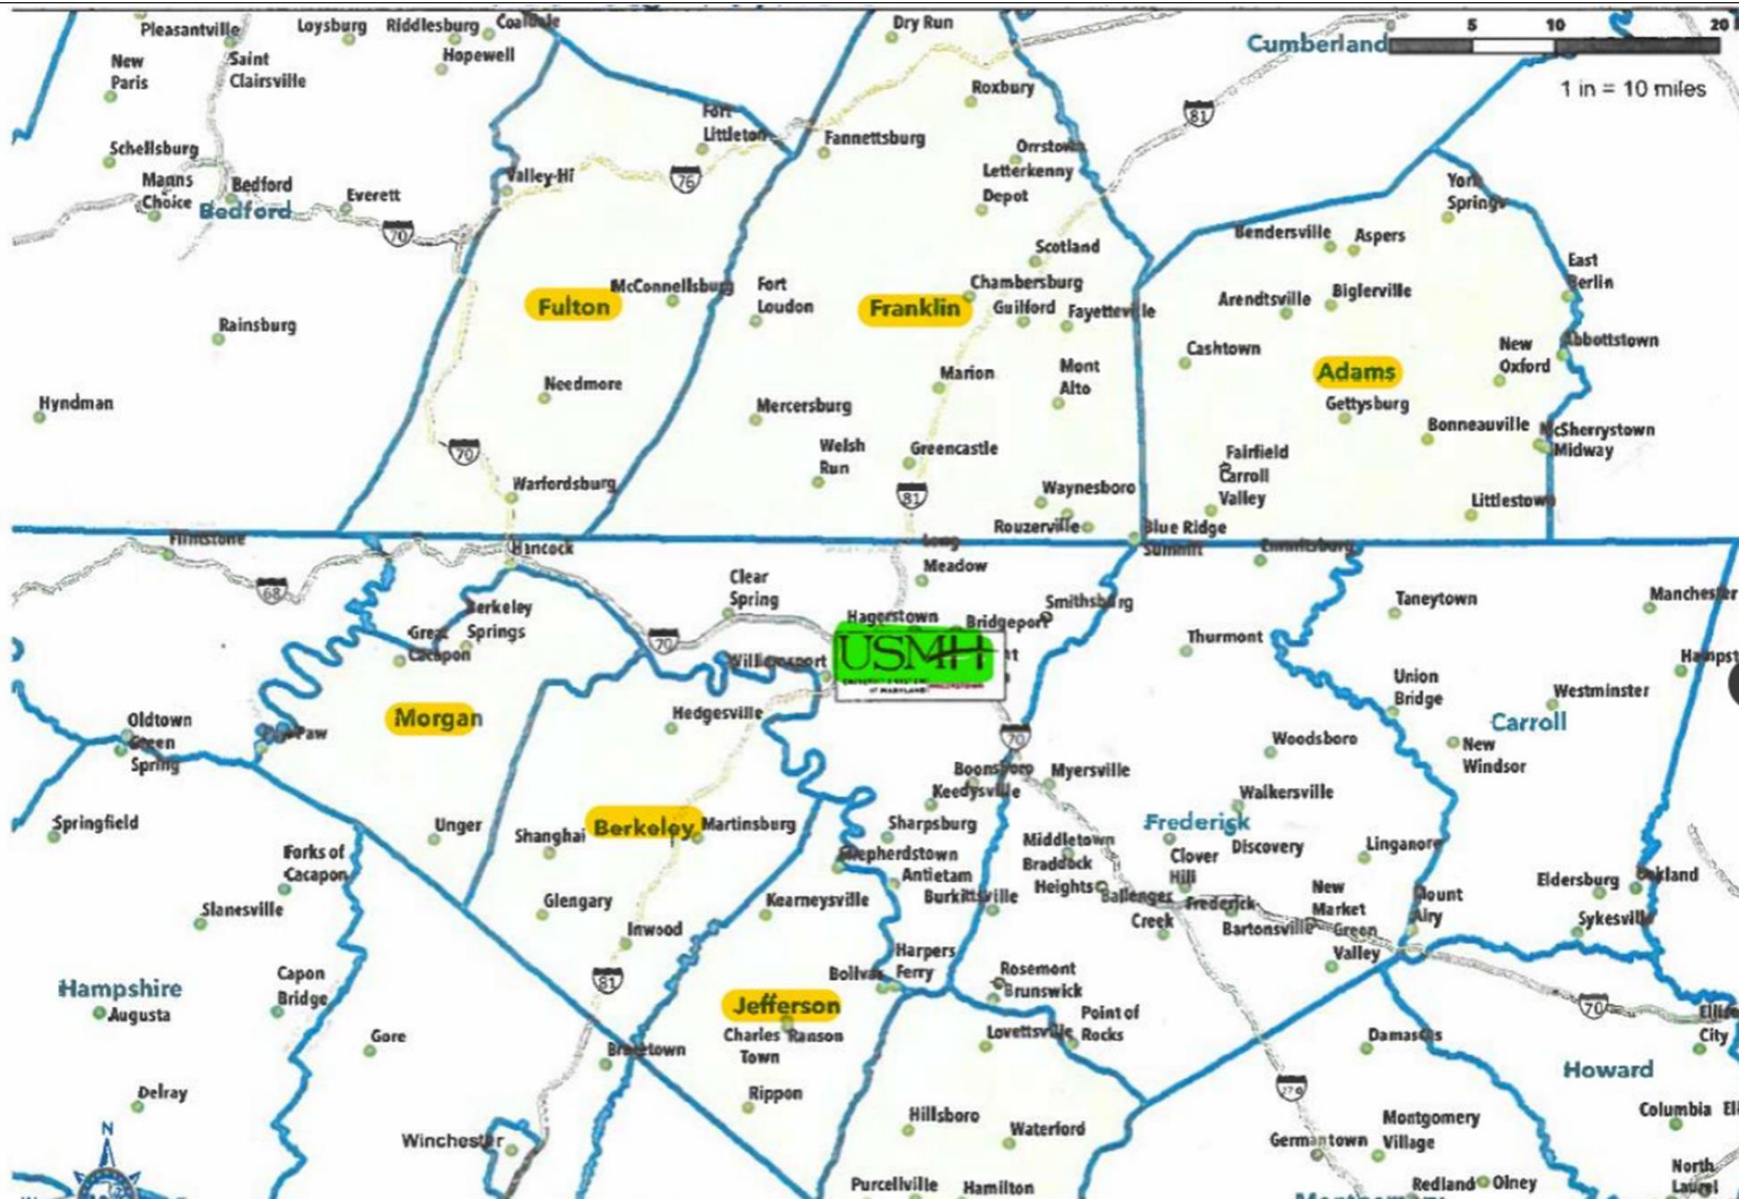 Pleasantville
Loysburg
Riddlesburg
Coaldale
Dry Run
Cumberland
5
10
20
1 in = 10 miles
New
Paris
Saint
Clairsville
Hopewell
Roxbury
81
Fort
Littleton
Fannettsburg
Schellsburg
Orrstown
Letterkenny
Depot
Manns
Choice
Bedford
Bedford
Everett
Valley-Hi
76
York
Springs
70
Scotland
Bendersville
Aspers
East
Berlin
Fulton
McConnellsburg
Fort
Loudon
Franklin
Chambersburg
Guilford
Fayetteville
Arendtsville
Biglerville
Rainsburg
Cashtown
New
Oxford
Abbottstown
Adams
Hyndman
Needmore
Mercersburg
Marion
Mont
Alto
Gettysburg
Bonneauville
McSherrystown
Midway
70
Welsh
Run
Greencastle
Fairfield
Carroll
Valley
Warfordsburg
81
Waynesboro
Rouzerville
Blue Ridge
Summit
Littlestown
Flintstone
Hancock
Long
Meadow
Emmitsburg
68
Berkeley
Springs
Great
Cacapon
Clear
Spring
70
Hagerstown
Bridgeport
Smithsburg
Thurmont
Taneytown
Manchester
Williamsport
USMH
OF MARYLAND
Union
Bridge
Westminster
Carroll
Morgan
Hedgesville
Oldtown
Green
Spring
Paw
70
Woodsboro
New
Windsor
Boonsboro
Keedysville
Myersville
Walkersville
Springfield
Unger
Shanghai
Berkeley
Martinsburg
Sharpsburg
Middletown
Braddock
Heights
Frederick
Discovery
Clover
Hill
Linganore
Forks of
Cacapon
Shepherdstown
Antietam
Burkittsville
Ballenger
Creek
Frederick
New
Market
Bartonsville
Green
Valley
Mount
Airy
Eldersburg
Oakland
Sykesville
Slanesville
Glengary
Kearneysville
Inwood
Hampshire
Augusta
Capon
Bridge
81
Bolivar
Harpers
Ferry
Rosemont
Brunswick
Jefferson
Charles
Town
Ranson
Lovettsville
Point of
Rocks
70
City
Gore
Brucetown
Damascus
Howard
Delray
Rippon
270
Columbia
N
Winchester
Hillsboro
Waterford
Montgomery
Village
Germantown
Purcellville
Hamilton
Redland
Olney
North
Laurel